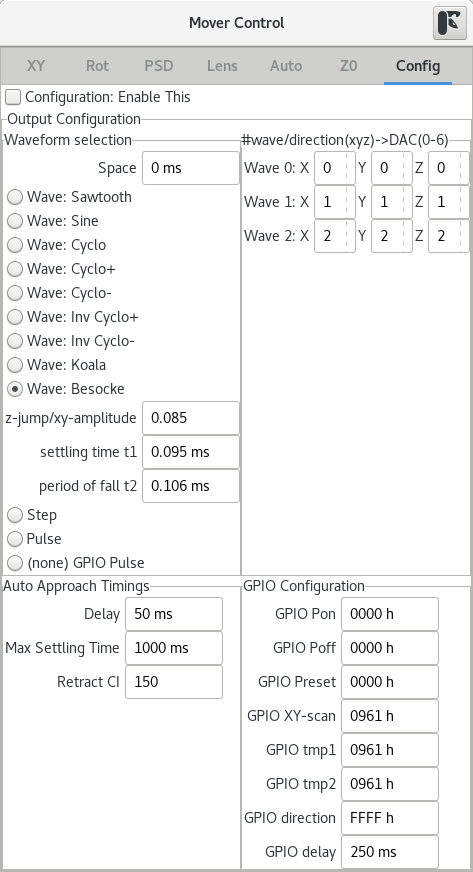 Mover Control
XY Rot PSD Lens Auto Z0 Config
Configuration: Enable This
Output Configuration
Waveform selection
Space 0 ms
Wave: Sawtooth
Wave: Sine
Wave: Cyclo
Wave: Cyclo+
Wave: Cyclo-
Wave: Inv Cyclo+
Wave: Inv Cyclo-
Wave: Koala
Wave: Besocke
z-jump/xy-amplitude 0.085
settling time t1 0.095 ms
period of fall t2 0.106 ms
Step
Pulse
(none) GPIO Pulse
#wave/direction(xyz)->DAC(0-6)
Wave 0: X 0 Y 0 Z 0
Wave 1: X 1 Y 1 Z 1
Wave 2: X 2 Y 2 Z 2
Auto Approach Timings
Delay 50 ms
Max Settling Time 1000 ms
Retract CI 150
GPIO Configuration
GPIO Pon 0000 h
GPIO Poff 0000 h
GPIO Preset 0000 h
GPIO XY-scan 0961 h
GPIO tmp1 0961 h
GPIO tmp2 0961 h
GPIO direction FFFF h
GPIO delay 250 ms